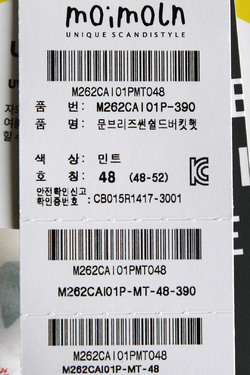 moimoln
UNIQUE SCANDISTYLE
M262CAI01PMT048
품 번: M262CAI01P-390
품 명: 문브리즈썬쉴드버킷햇
색 상: 민트
호 칭: 48 (48-52)
안전확인신고
확인증번호 : CB015R1417-3001
M262CAI01PMT048
M262CAI01P-MT-48-390
M262CAI01PMT048
M262CAI01P-MT-48